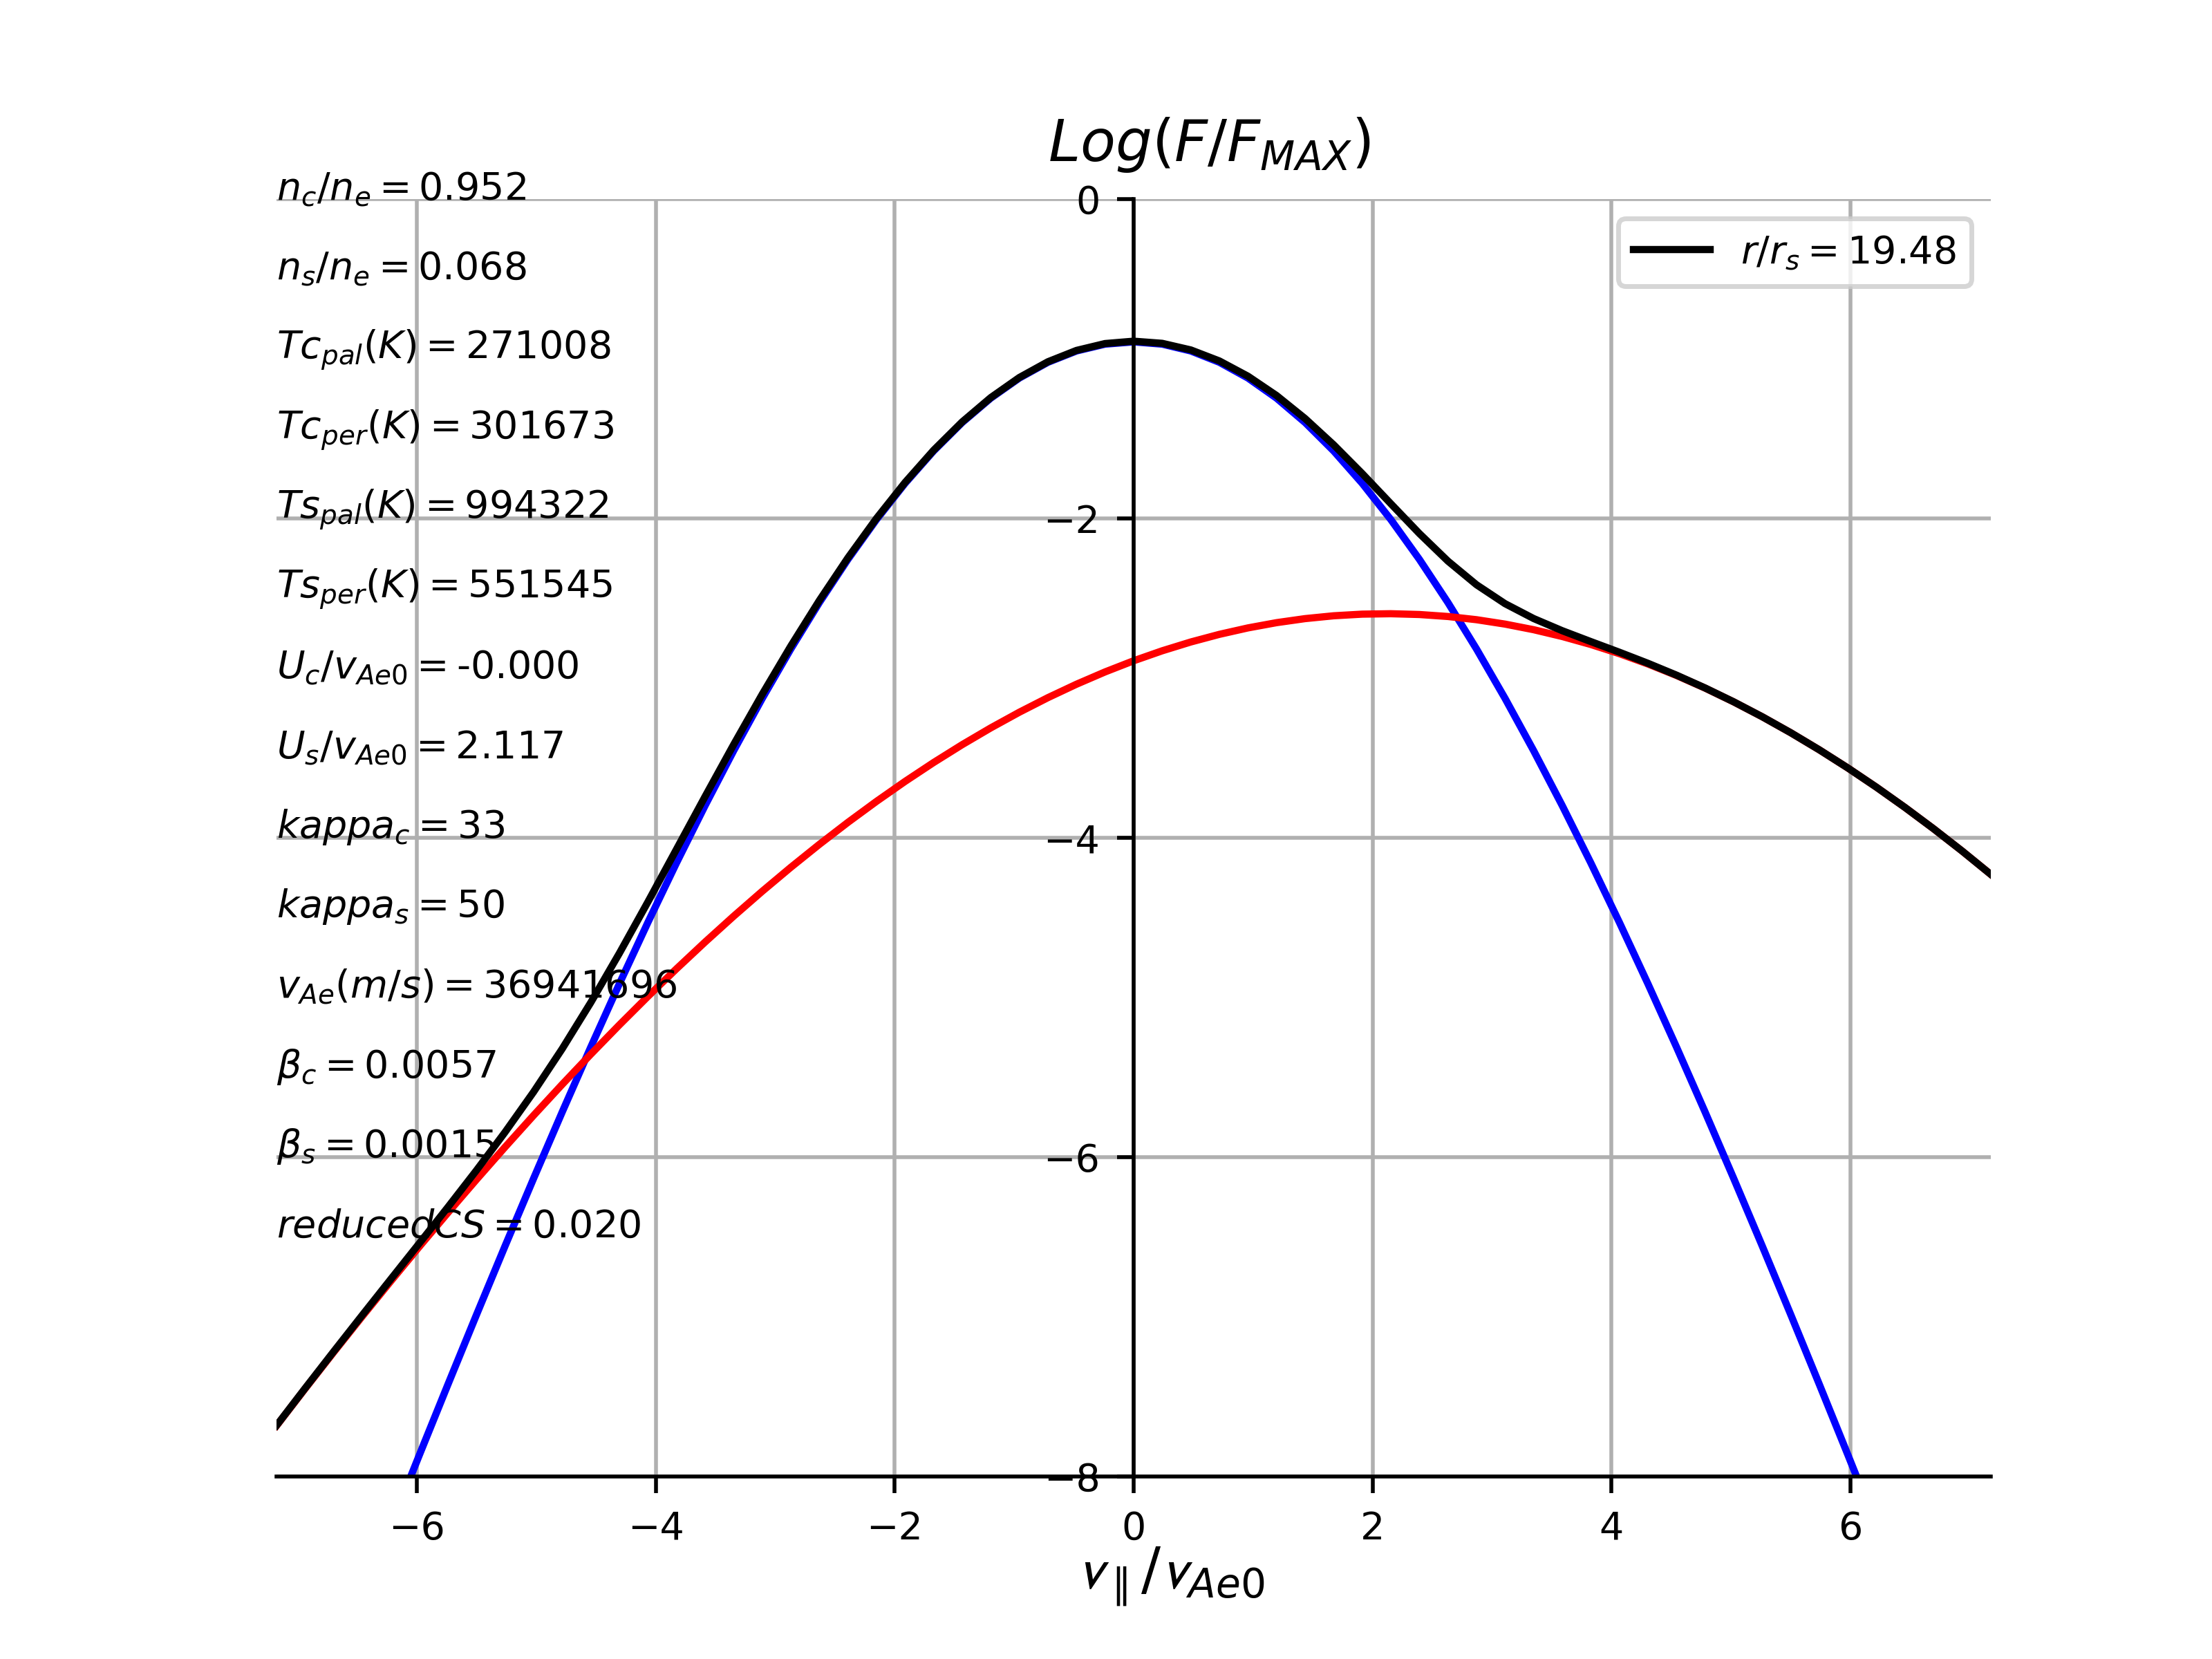 Log(F/F_MAX)
n_c/n_e = 0.952
n_s/n_e = 0.068
Tc_pal(K) = 271008
Tc_per(K) = 301673
Ts_pal(K) = 994322
Ts_per(K) = 551545
U_c/v_Ae0 = -0.000
U_s/v_Ae0 = 2.117
kappa_c = 33
kappa_s = 50
v_Ae(m/s) = 36941696
β_c = 0.0057
β_s = 0.0015
reducedCS = 0.020
r/r_s = 19.48
0
−2
−4
−6
−8
−6 −4 −2 0 2 4 6
v_∥/v_Ae0